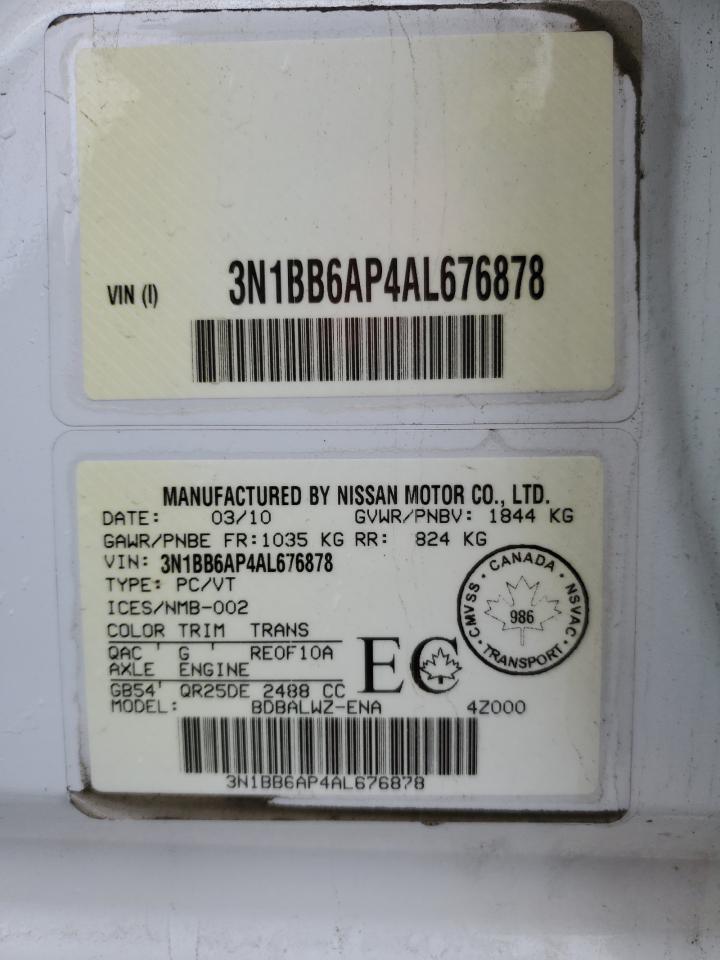 VIN (I) 3N1BB6AP4AL676878
MANUFACTURED BY NISSAN MOTOR CO., LTD.
DATE: 03/10 GVWR/PNBV: 1844 KG
GAWR/PNBE FR:1035 KG RR: 824 KG
VIN: 3N1BB6AP4AL676878
TYPE: PC/VT
ICES/NMB-002
COLOR TRIM TRANS
QAC ' G ' RE0F10A
AXLE ENGINE
GB54' QR25DE 2488 CC
MODEL: BDBALWZ-ENA 4Z000
3N1BB6AP4AL676878
EC
CANADA · NSVAC · TRANSPORT · CMVSS ·
986